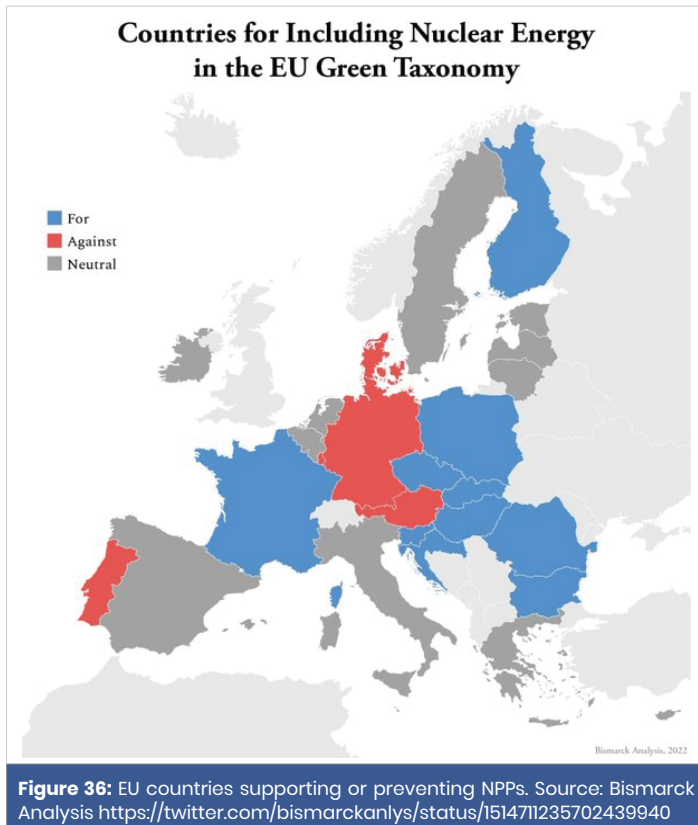 Countries for Including Nuclear Energy
in the EU Green Taxonomy
For
Against
Neutral
Bismarck Analysis, 2022
Figure 36: EU countries supporting or preventing NPPs. Source: Bismarck
Analysis https://twitter.com/bismarckanlys/status/1514711235702439940